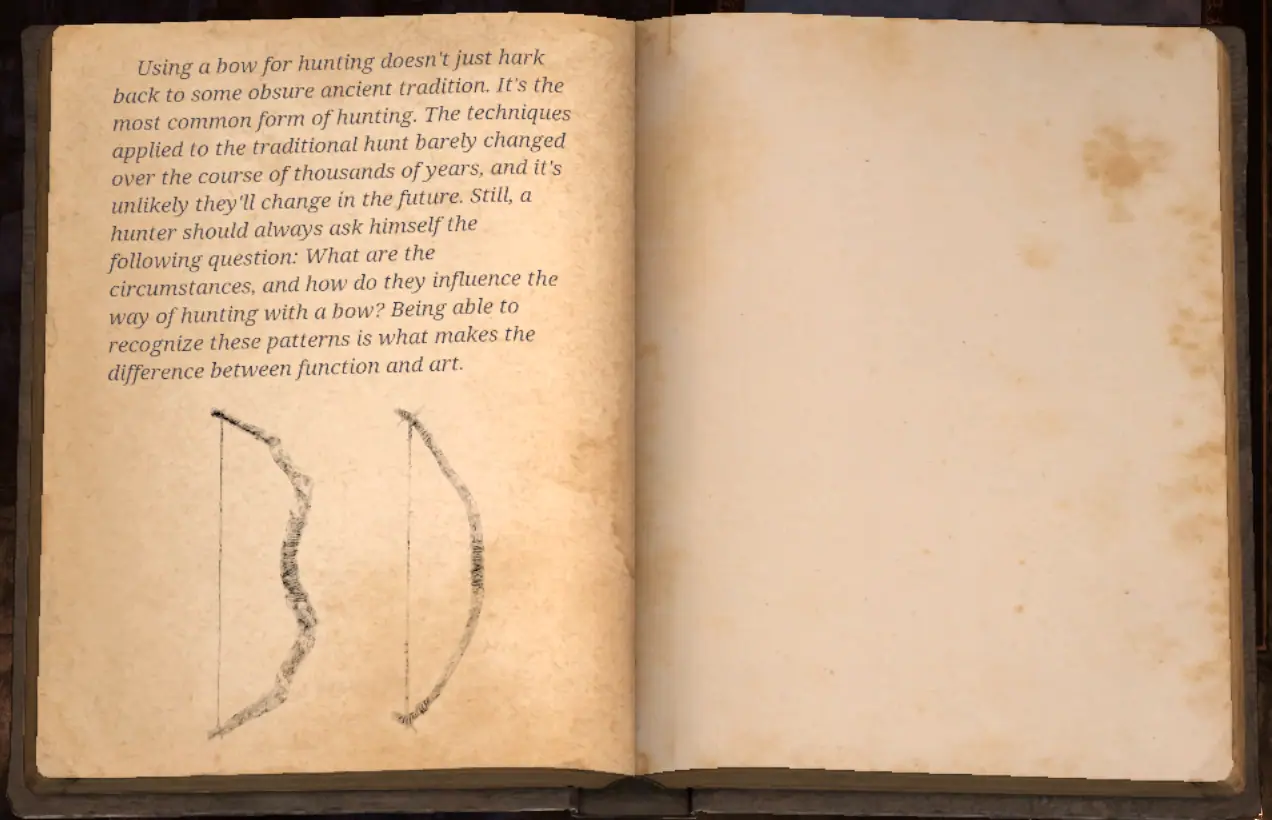 Using a bow for hunting doesn't just hark
back to some obsure ancient tradition. It's the
most common form of hunting. The techniques
applied to the traditional hunt barely changed
over the course of thousands of years, and it's
unlikely they'll change in the future. Still, a
hunter should always ask himself the
following question: What are the
circumstances, and how do they influence the
way of hunting with a bow? Being able to
recognize these patterns is what makes the
difference between function and art.